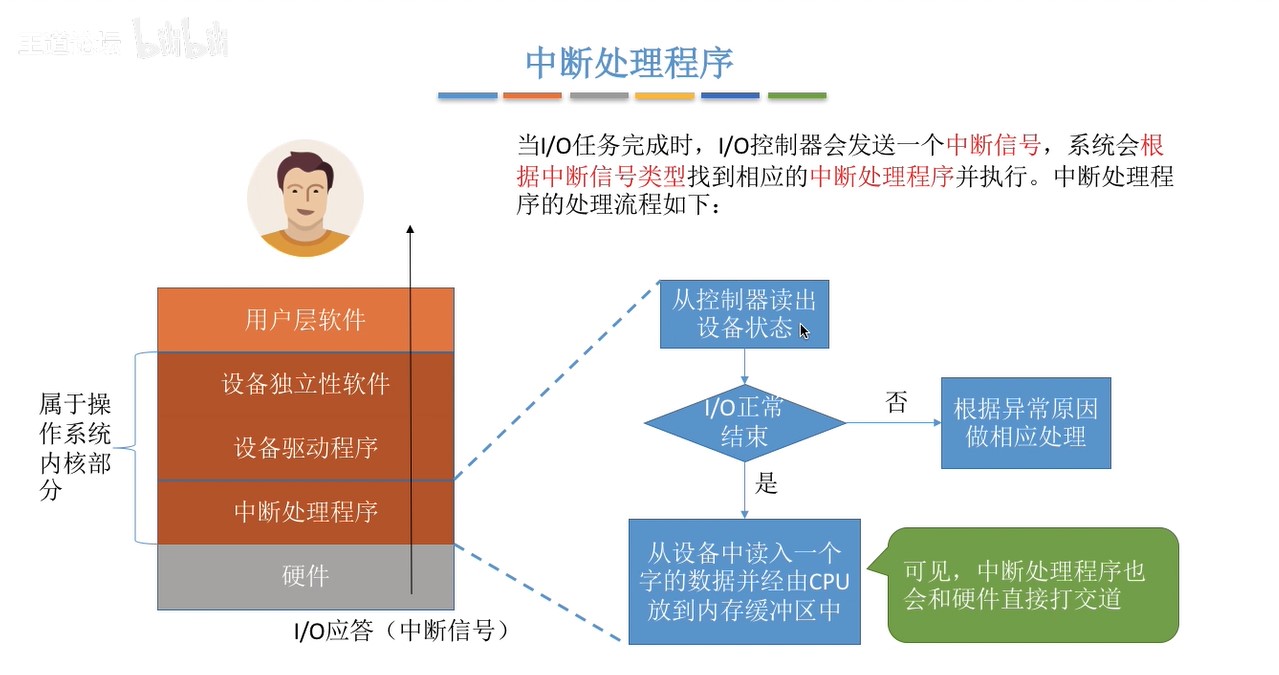 王道论坛 bilibili
中断处理程序
当I/O任务完成时，I/O控制器会发送一个中断信号，系统会根
据中断信号类型找到相应的中断处理程序并执行。中断处理程
序的处理流程如下：
用户层软件
设备独立性软件
设备驱动程序
中断处理程序
硬件
属于操
作系统
内核部
分
I/O应答（中断信号）
从控制器读出
设备状态
I/O正常
结束
否
根据异常原因
做相应处理
是
从设备中读入一个
字的数据并经由CPU
放到内存缓冲区中
可见，中断处理程序也
会和硬件直接打交道